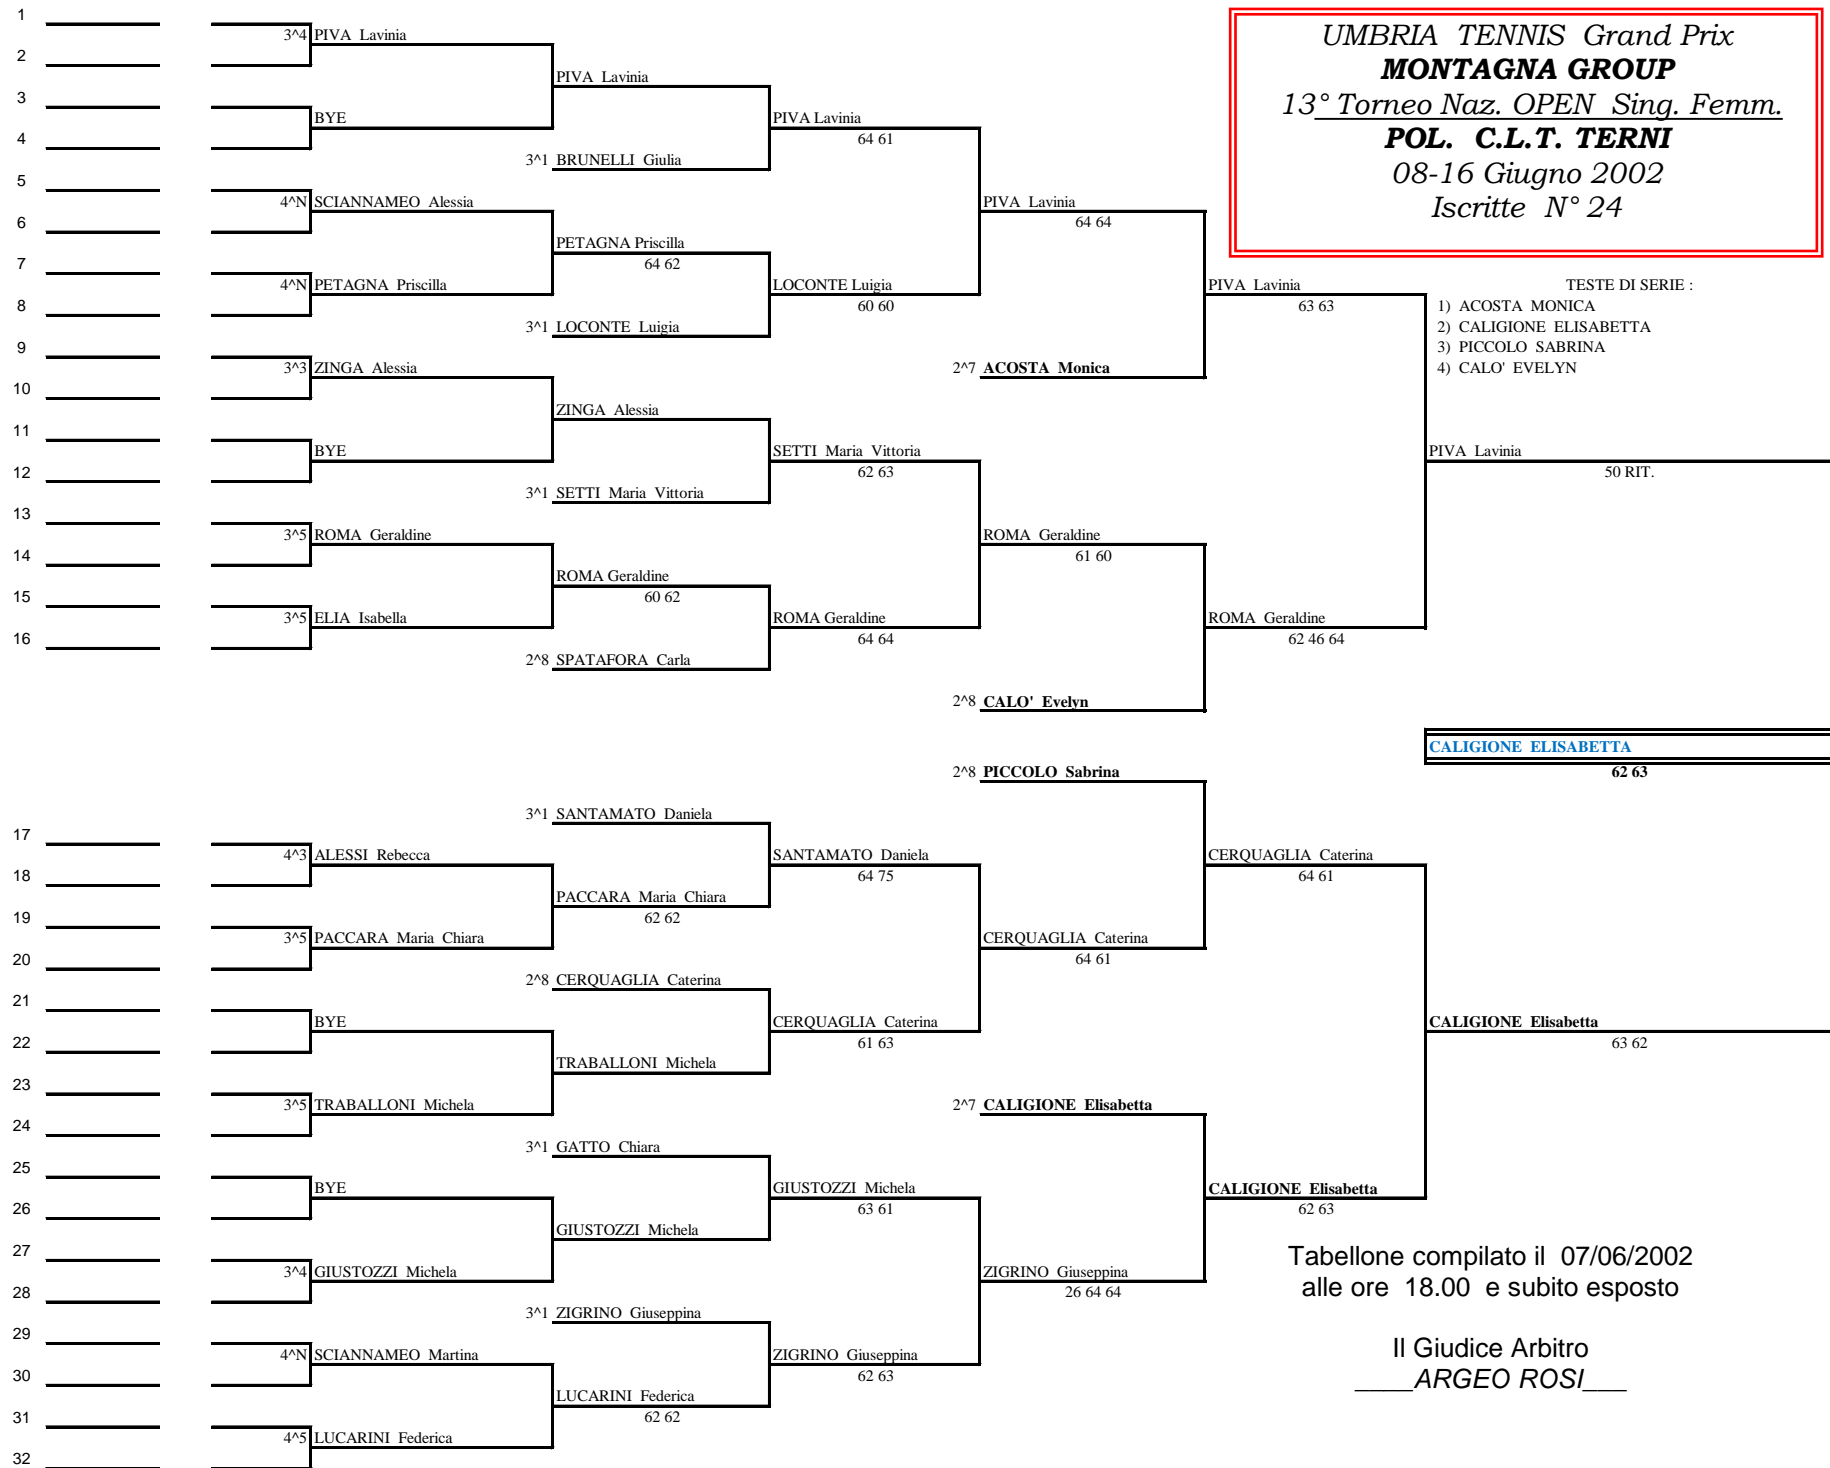 UMBRIA TENNIS Grand Prix
MONTAGNA GROUP
13° Torneo Naz. OPEN Sing. Femm.
POL. C.L.T. TERNI
08-16 Giugno 2002
Iscritte N° 24
TESTE DI SERIE :
1) ACOSTA MONICA
2) CALIGIONE ELISABETTA
3) PICCOLO SABRINA
4) CALO' EVELYN
1
3^4 PIVA Lavinia
2
PIVA Lavinia
3
BYE
PIVA Lavinia
64 61
4
3^1 BRUNELLI Giulia
5
4^N SCIANNAMEO Alessia
PIVA Lavinia
64 64
6
PETAGNA Priscilla
64 62
7
4^N PETAGNA Priscilla
LOCONTE Luigia
60 60
PIVA Lavinia
63 63
8
3^1 LOCONTE Luigia
9
3^3 ZINGA Alessia
2^7 ACOSTA Monica
10
ZINGA Alessia
11
BYE
SETTI Maria Vittoria
62 63
PIVA Lavinia
50 RIT.
12
3^1 SETTI Maria Vittoria
13
3^5 ROMA Geraldine
ROMA Geraldine
61 60
14
ROMA Geraldine
60 62
15
3^5 ELIA Isabella
ROMA Geraldine
64 64
ROMA Geraldine
62 46 64
16
2^8 SPATAFORA Carla
2^8 CALO' Evelyn
CALIGIONE ELISABETTA
62 63
2^8 PICCOLO Sabrina
3^1 SANTAMATO Daniela
17
4^3 ALESSI Rebecca
SANTAMATO Daniela
64 75
CERQUAGLIA Caterina
64 61
18
PACCARA Maria Chiara
62 62
19
3^5 PACCARA Maria Chiara
CERQUAGLIA Caterina
64 61
20
2^8 CERQUAGLIA Caterina
21
BYE
CERQUAGLIA Caterina
61 63
CALIGIONE Elisabetta
63 62
22
TRABALLONI Michela
23
3^5 TRABALLONI Michela
2^7 CALIGIONE Elisabetta
24
3^1 GATTO Chiara
25
BYE
GIUSTOZZI Michela
63 61
CALIGIONE Elisabetta
62 63
26
GIUSTOZZI Michela
27
3^4 GIUSTOZZI Michela
ZIGRINO Giuseppina
26 64 64
28
3^1 ZIGRINO Giuseppina
29
4^N SCIANNAMEO Martina
ZIGRINO Giuseppina
62 63
30
LUCARINI Federica
62 62
31
4^5 LUCARINI Federica
32
Tabellone compilato il 07/06/2002
alle ore 18.00 e subito esposto
Il Giudice Arbitro
____ARGEO ROSI___